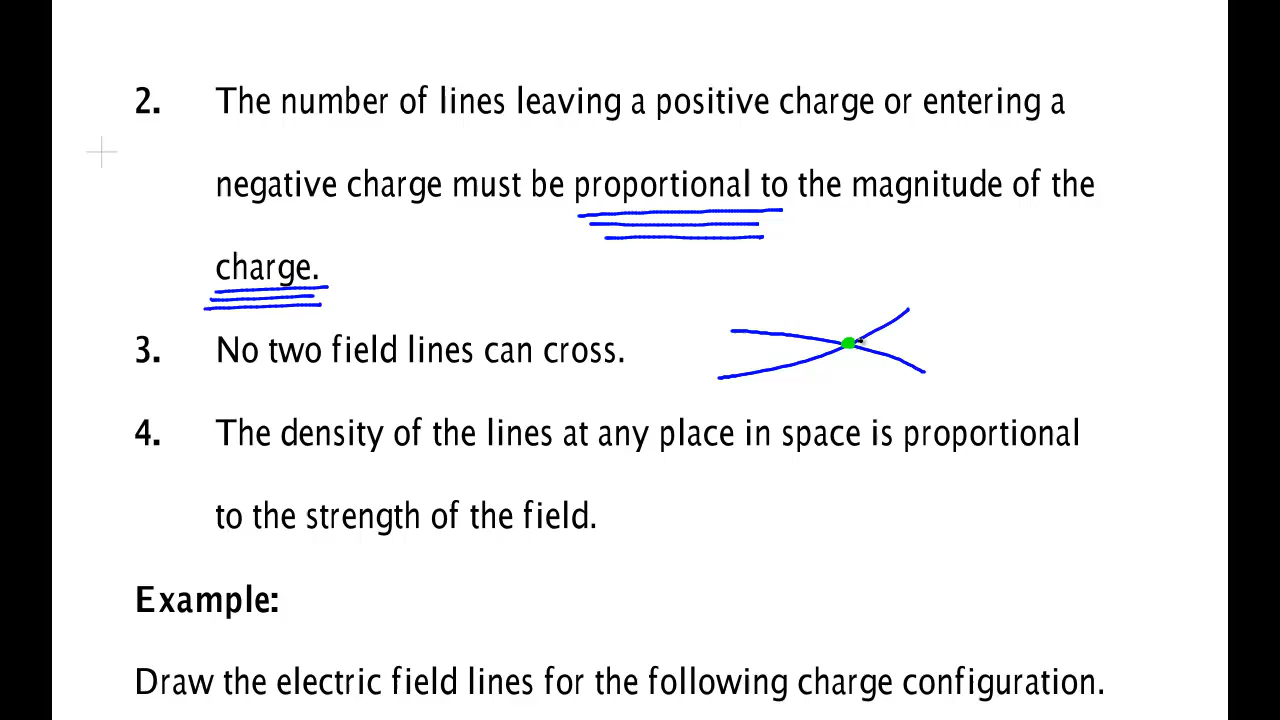 2. The number of lines leaving a positive charge or entering a
negative charge must be proportional to the magnitude of the
charge.
3. No two field lines can cross.
4. The density of the lines at any place in space is proportional
to the strength of the field.
Example:
Draw the electric field lines for the following charge configuration.